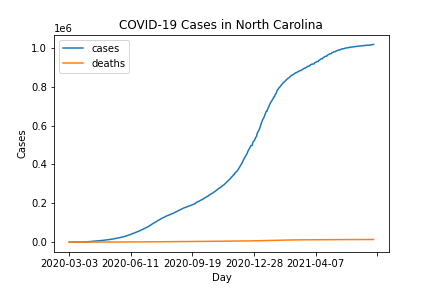 COVID-19 Cases in North Carolina
1e6
cases
deaths
1.0
0.8
0.6
0.4
0.2
0.0
Cases
2020-03-03 2020-06-11 2020-09-19 2020-12-28 2021-04-07
Day